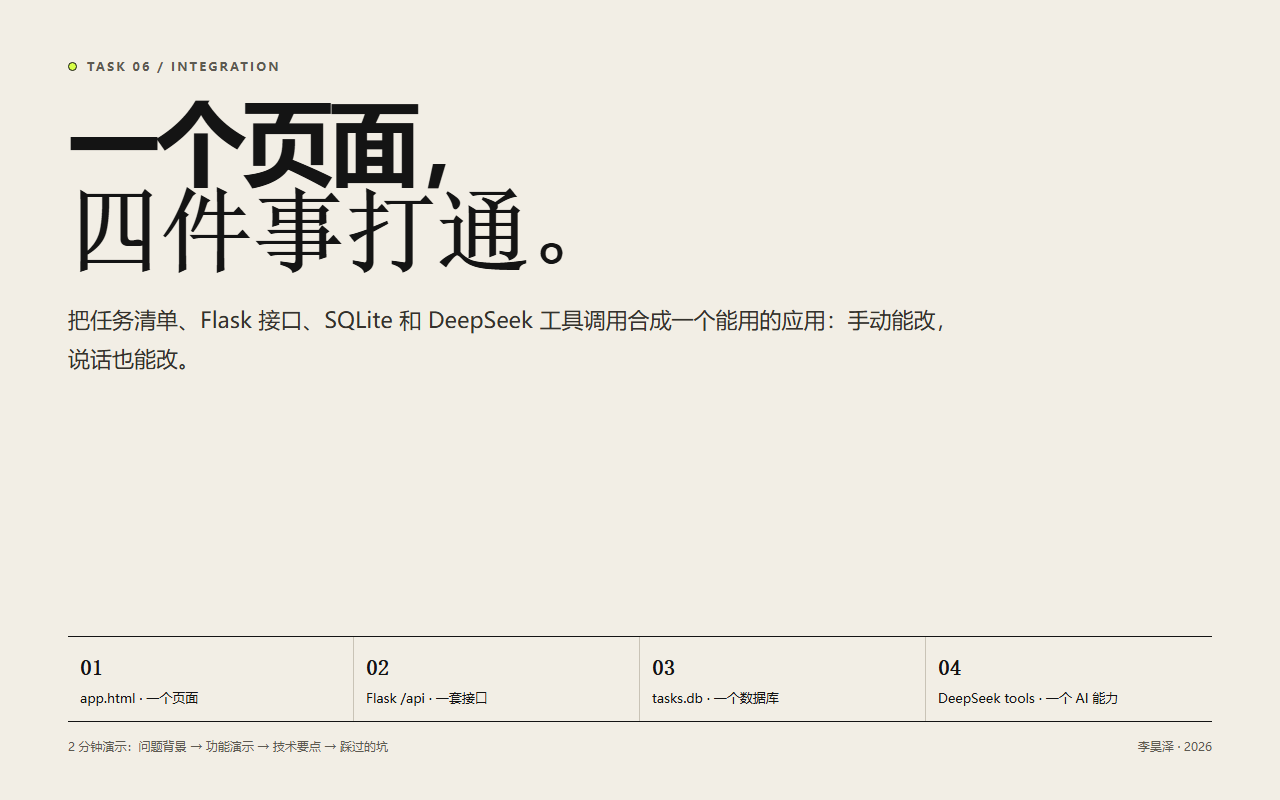 TASK 06 / INTEGRATION
一个页面，
四件事打通。
把任务清单、Flask 接口、SQLite 和 DeepSeek 工具调用合成一个能用的应用：手动能改，
说话也能改。
01
app.html · 一个页面
02
Flask /api · 一套接口
03
tasks.db · 一个数据库
04
DeepSeek tools · 一个 AI 能力
2 分钟演示：问题背景 → 功能演示 → 技术要点 → 踩过的坑
李昊泽 · 2026